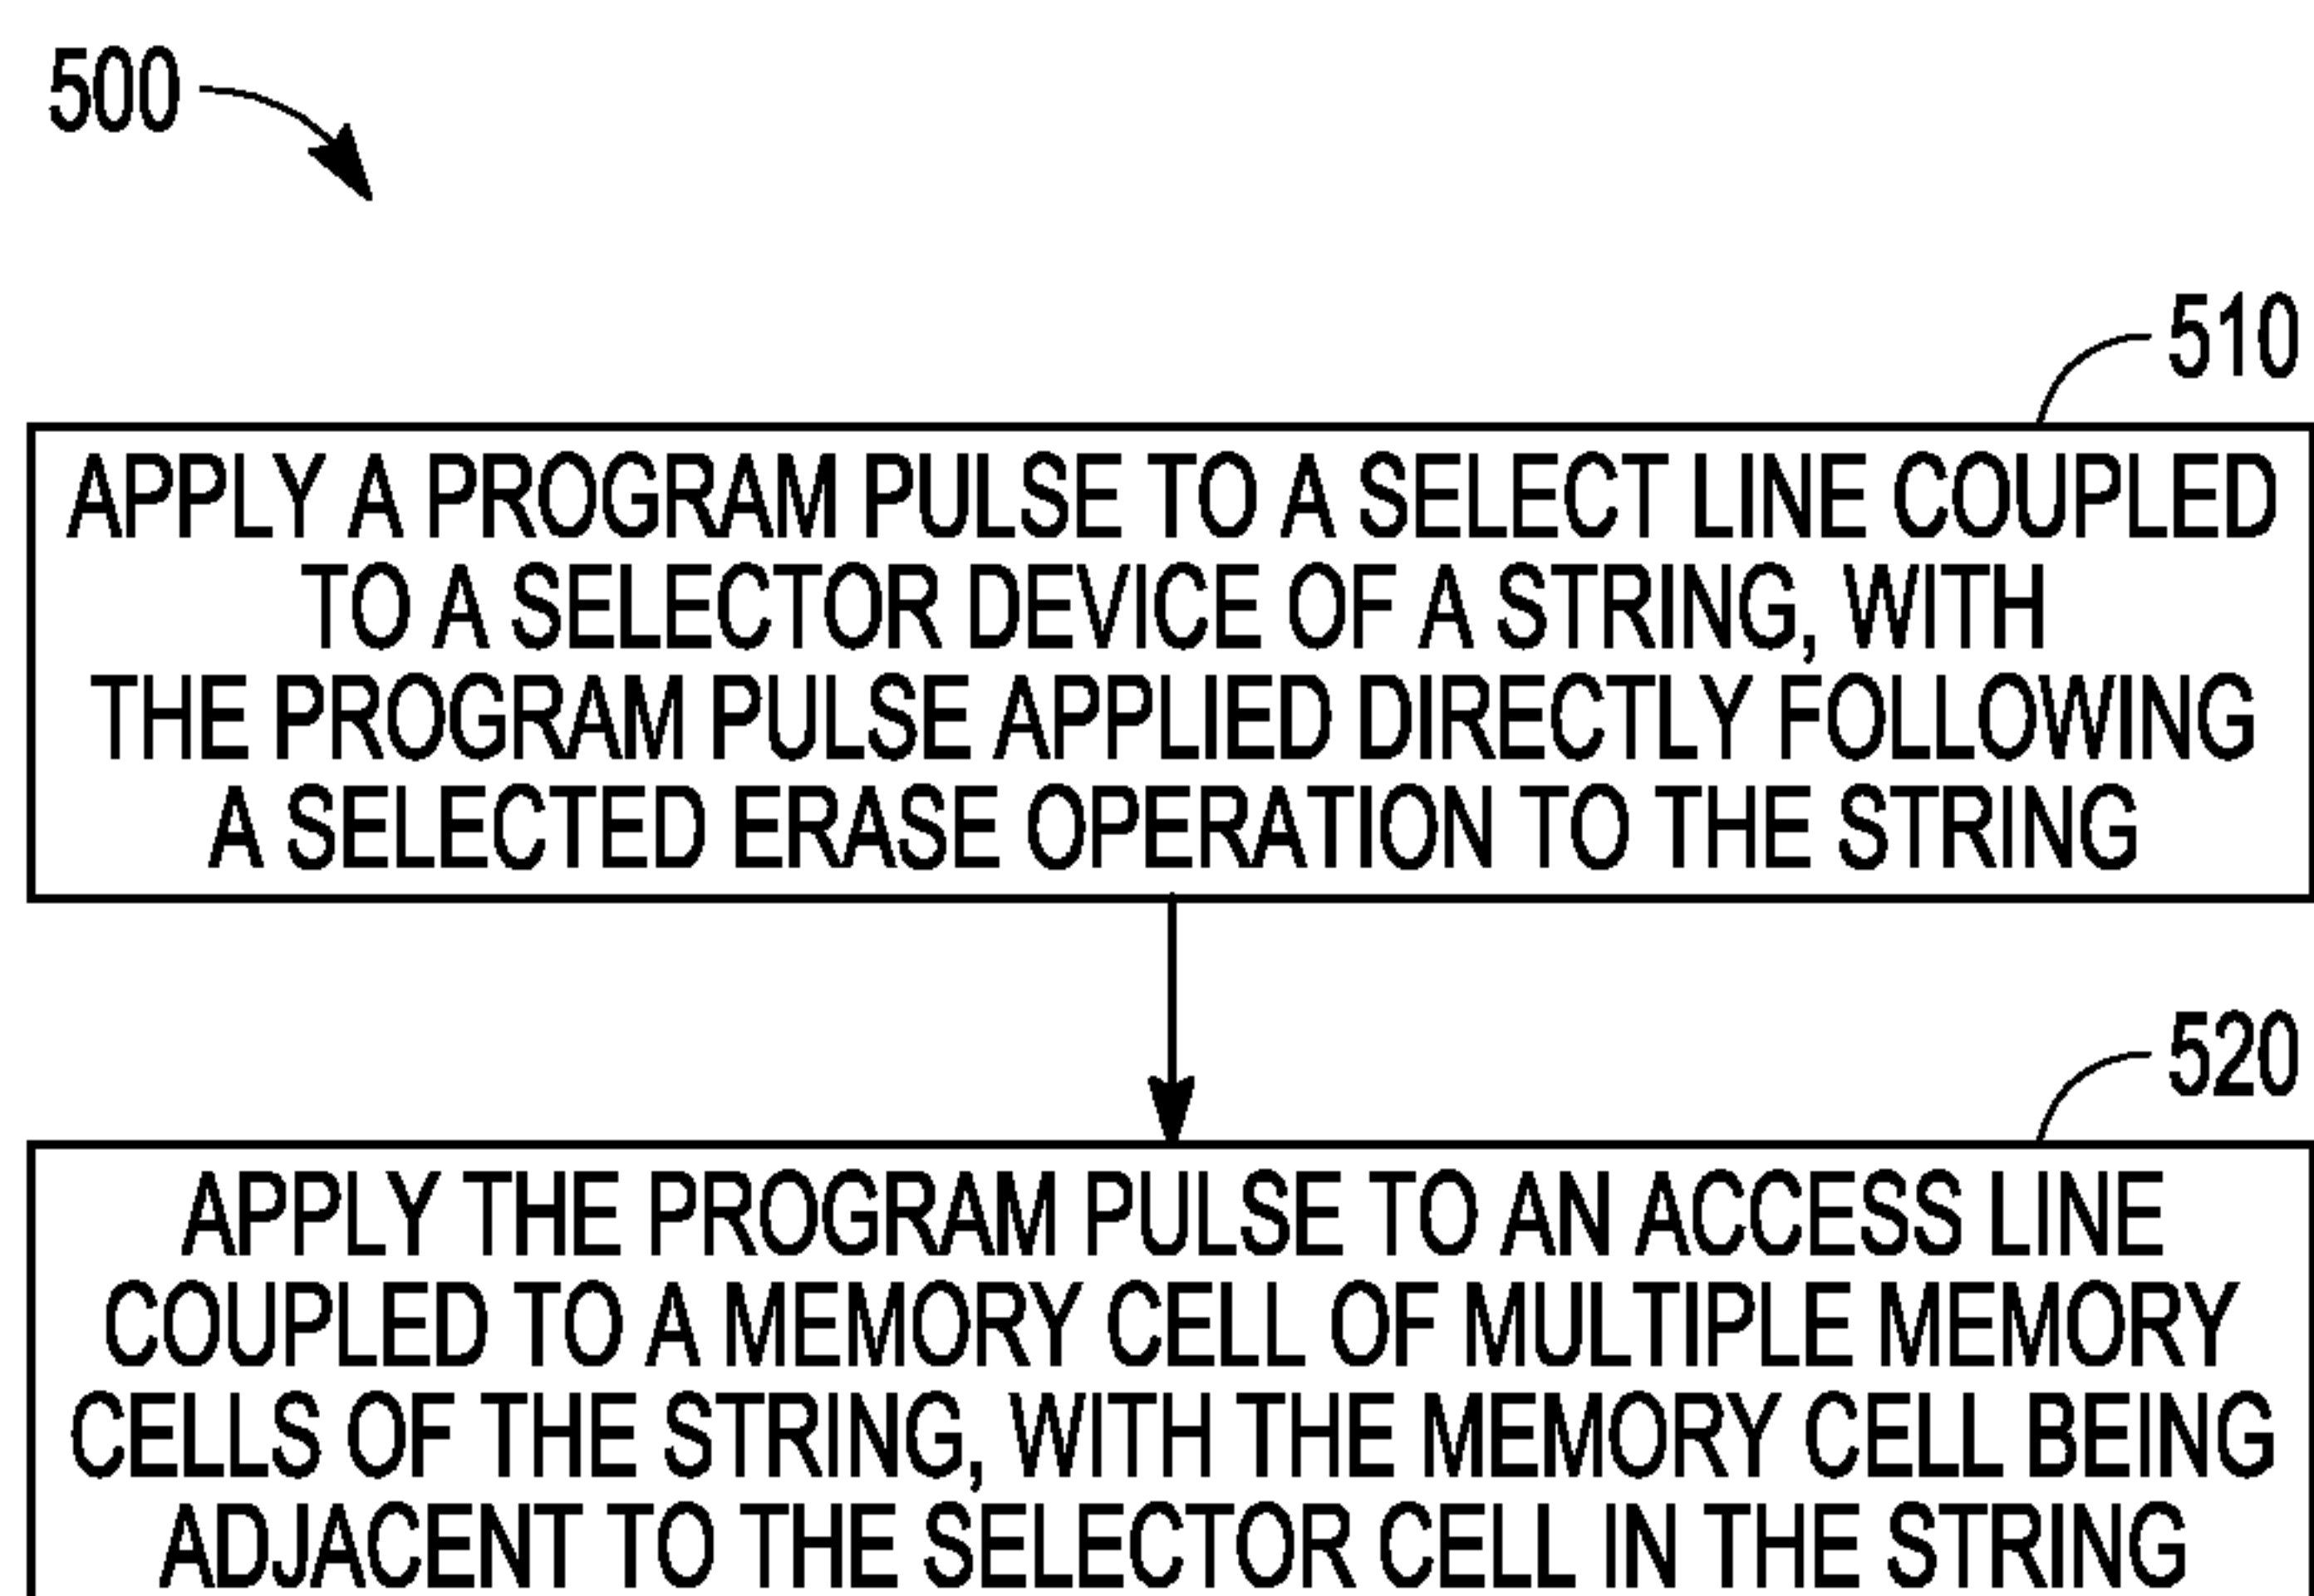 500
510
APPLY A PROGRAM PULSE TO A SELECT LINE COUPLED
TO A SELECTOR DEVICE OF A STRING, WITH
THE PROGRAM PULSE APPLIED DIRECTLY FOLLOWING
A SELECTED ERASE OPERATION TO THE STRING
520
APPLY THE PROGRAM PULSE TO AN ACCESS LINE
COUPLED TO A MEMORY CELL OF MULTIPLE MEMORY
CELLS OF THE STRING, WITH THE MEMORY CELL BEING
ADJACENT TO THE SELECTOR CELL IN THE STRING